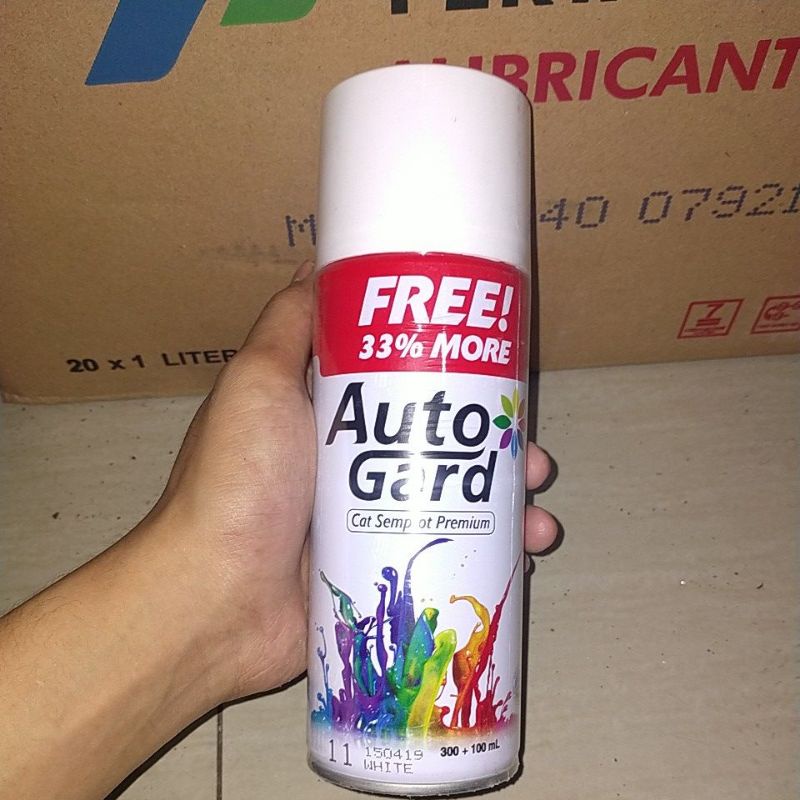 LUBRICANT
40 07921
20 x 1 LITER
FREE!
33% MORE
Auto
Gard
Cat Semprot Premium
11 150419 300 + 100 mL
WHITE